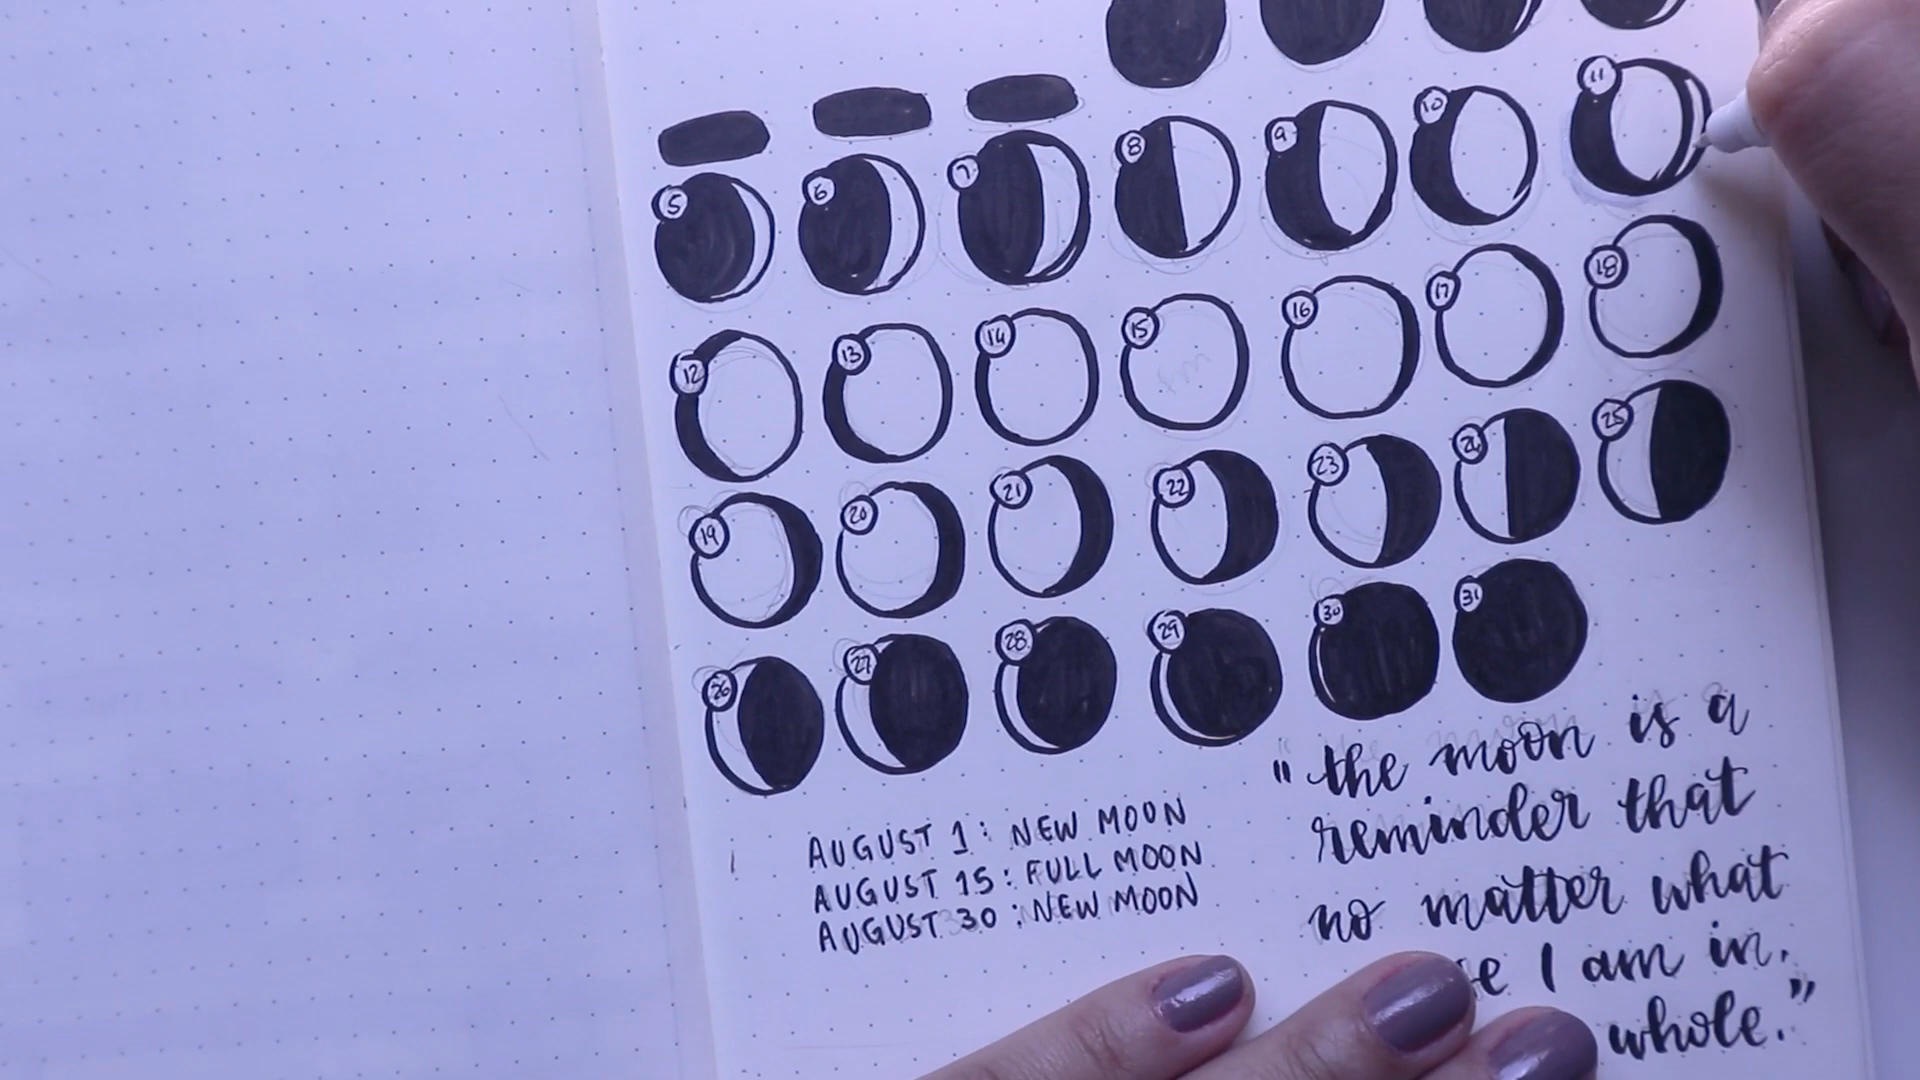 5 6 7 8 9 10 11
12 13 14 15 16 17 18
19 20 21 22 23 24 25
26 27 28 29 30 31
AUGUST 1: NEW MOON
AUGUST 15: FULL MOON
AUGUST 30: NEW MOON
"the moon is a
reminder that
no matter what
I am in.
whole."